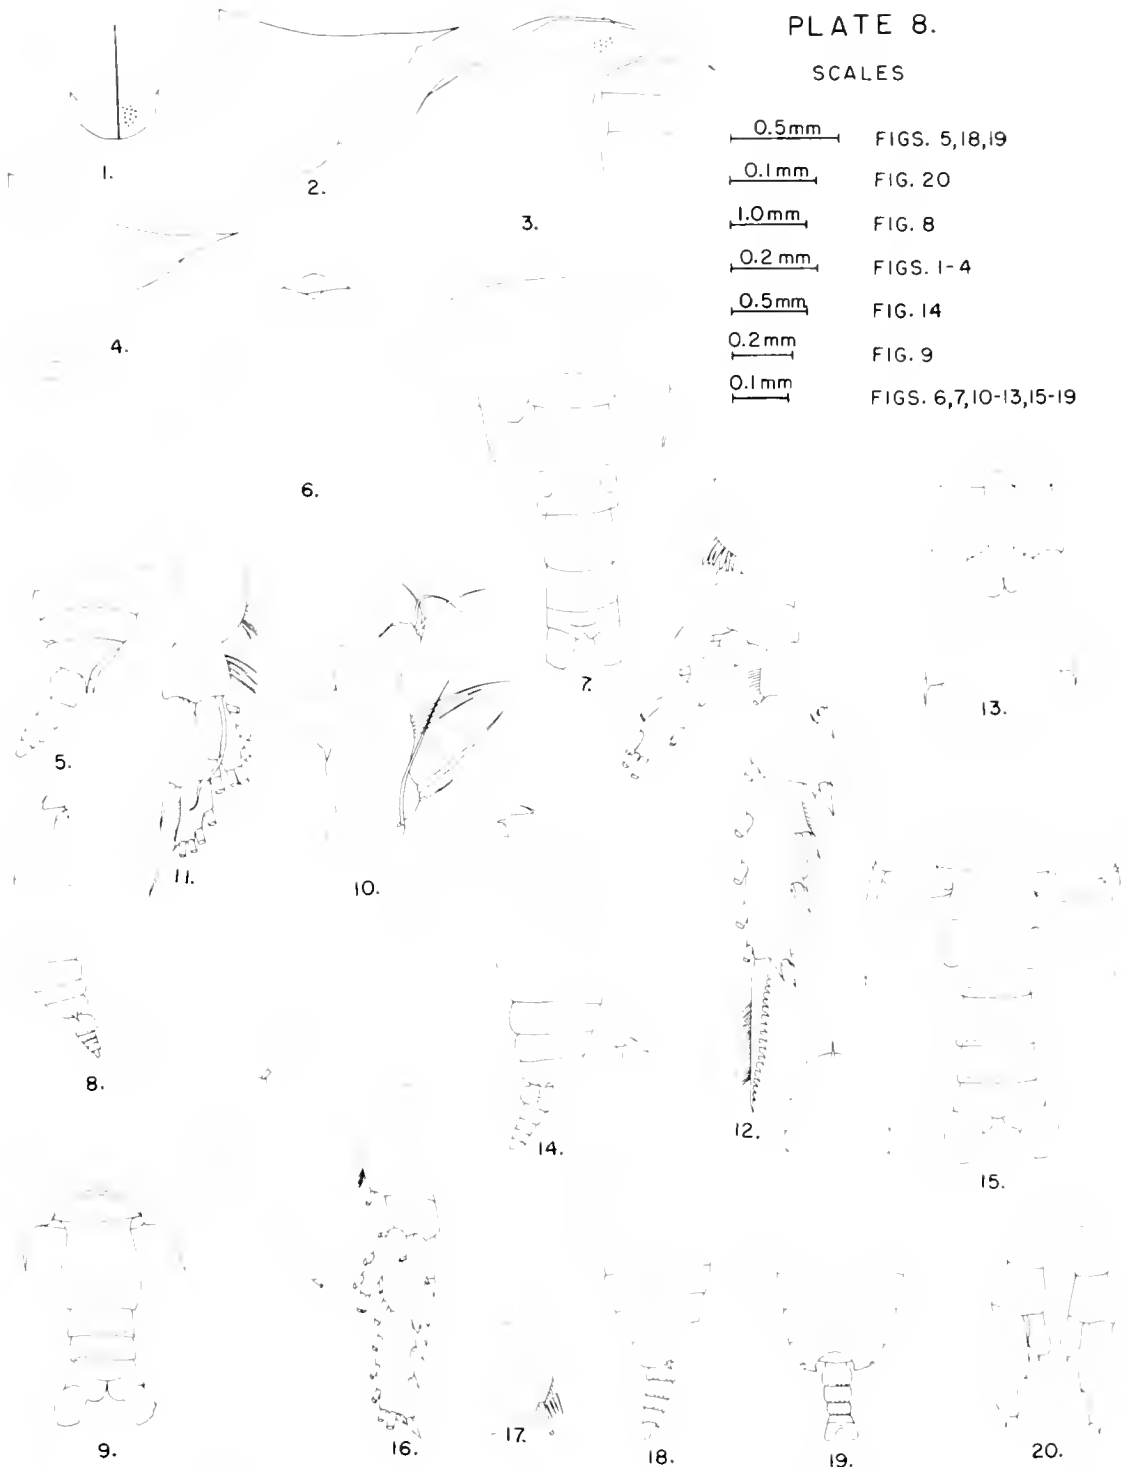 PLATE 8.
SCALES
0.5mm FIGS. 5,18,19
0.1mm FIG. 20
1.0mm FIG. 8
0.2 mm FIGS. 1-4
0.5mm FIG. 14
0.2mm FIG. 9
0.1mm FIGS. 6,7,10-13,15-19
1.
2.
3.
4.
6.
5.
7.
13.
11.
10.
8.
14.
12.
15.
9.
16.
17.
18.
19.
20.